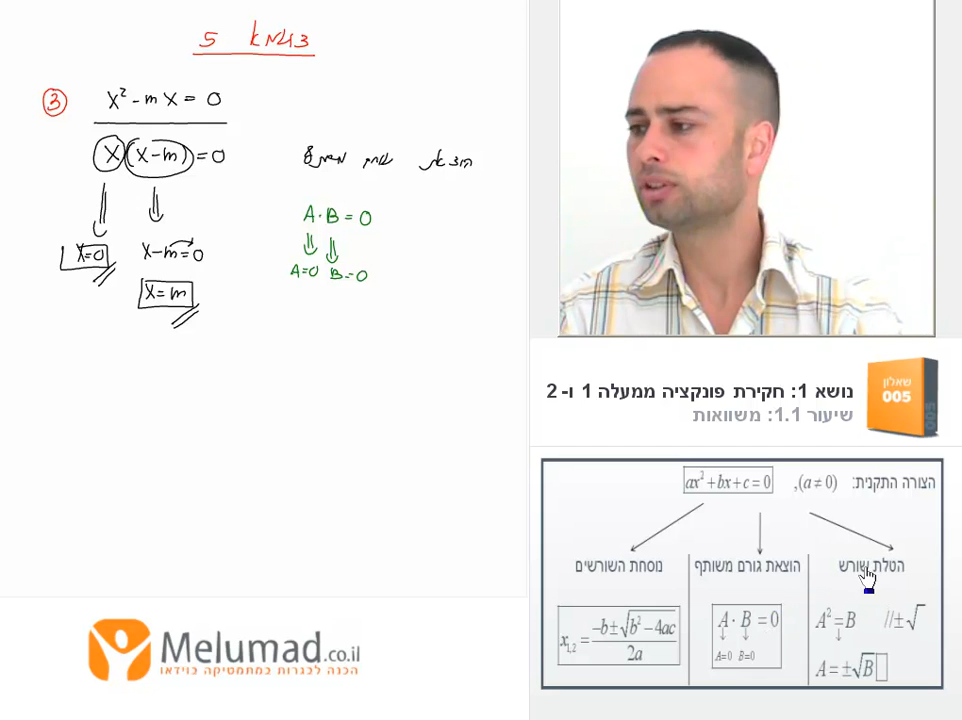 דוגמא 5
③ x² - mx = 0
x(x-m) = 0
הוצאת גורם משותף
A·B = 0
x=0
x-m=0
A=0 B=0
x=m
נושא 1: חקירת פונקציה ממעלה 1 ו- 2
שיעור 1.1: משוואות
שאלון
005
005
הצורה התקנית: ax² + bx + c = 0 ,(a ≠ 0)
הטלת שורש
A² = B //±√
A = ±√B
הוצאת גורם משותף
A · B = 0
A=0 B=0
נוסחת השורשים
x₁,₂ = (-b ± √(b² - 4ac)) / 2a
Melumad.co.il
הכנה לבגרות במתמטיקה בוידאו